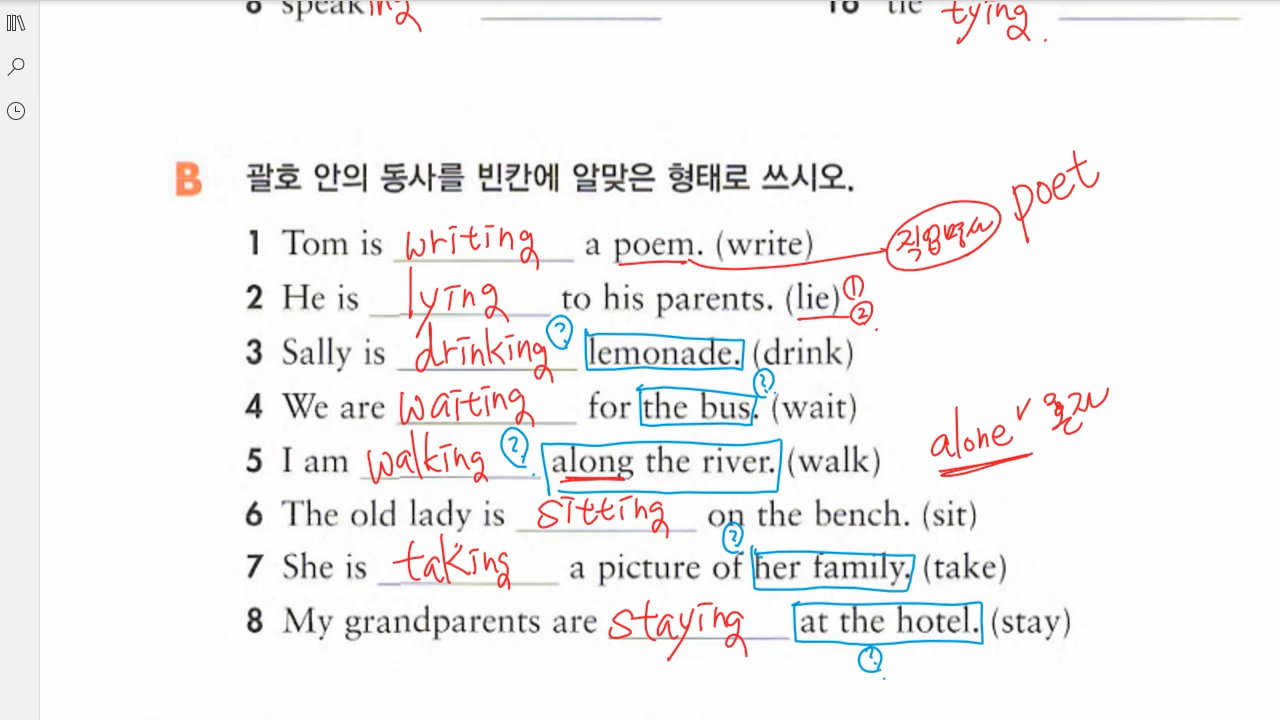 8 speaking
16 tie tying.
B 괄호 안의 동사를 빈칸에 알맞은 형태로 쓰시오.
poet
1 Tom is writing a poem. (write) 직업명사
2 He is lying to his parents. (lie) ① ②
3 Sally is drinking ? lemonade. (drink)
4 We are waiting for the bus. ? (wait)
alone 혼자
5 I am walking ? along the river. (walk)
6 The old lady is sitting on the bench. (sit)
7 She is taking a picture of ? her family. (take)
8 My grandparents are staying at the hotel. (stay)
?